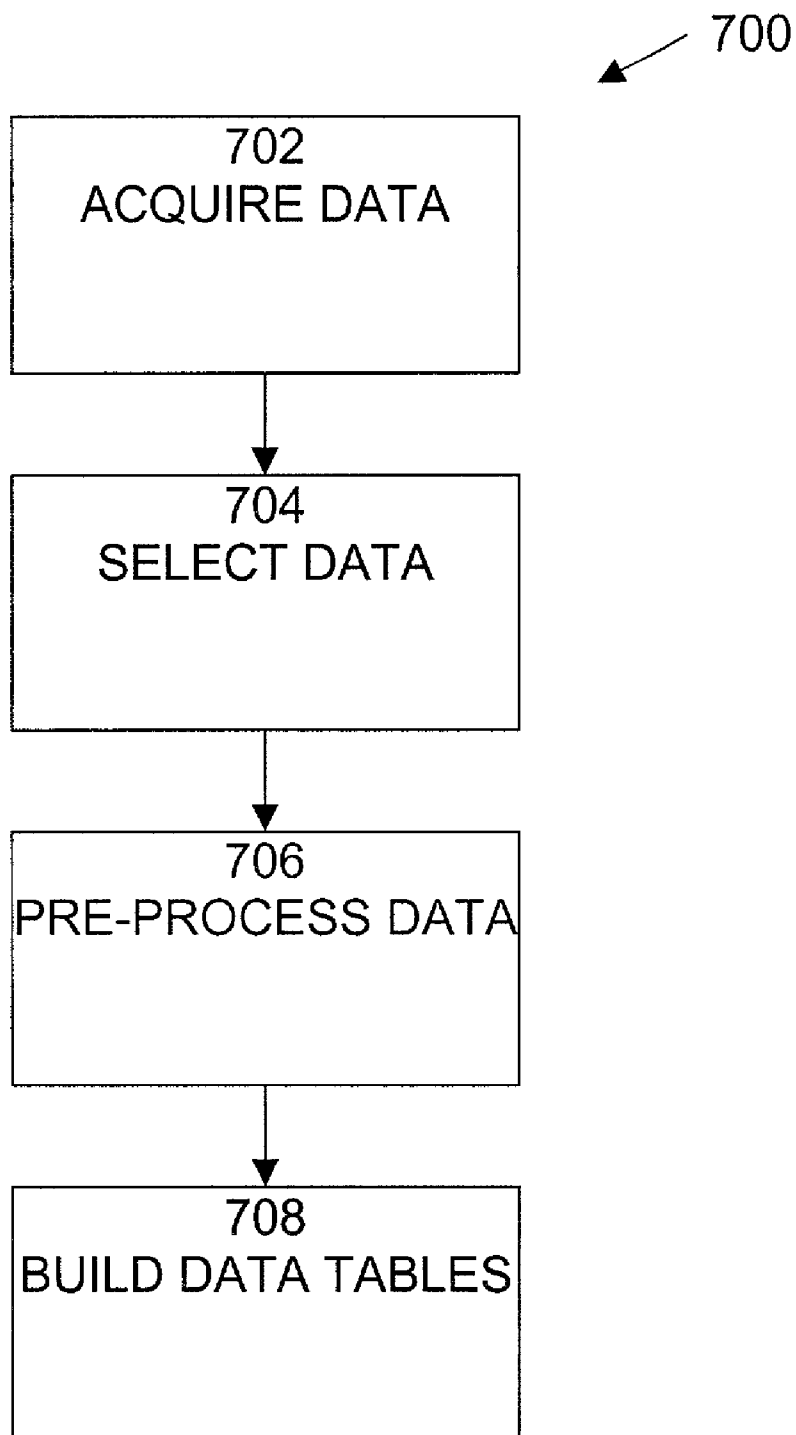 700
702
ACQUIRE DATA
704
SELECT DATA
706
PRE-PROCESS DATA
708
BUILD DATA TABLES